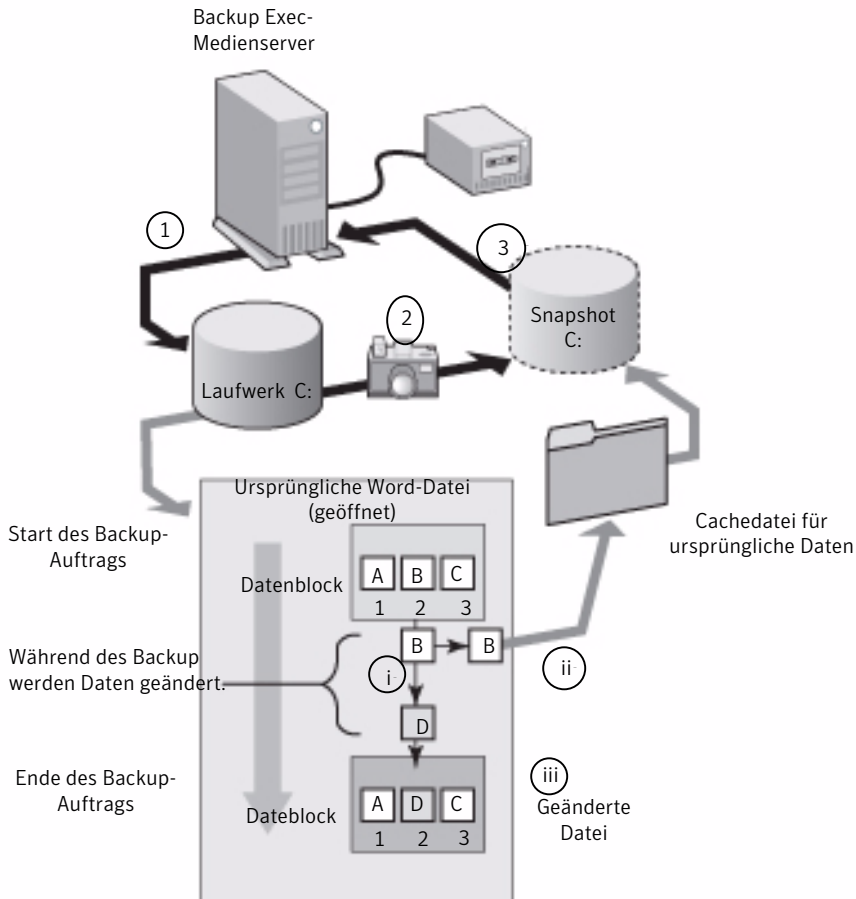 Backup Exec-
Medienserver
1
3
2
Snapshot
C:
Laufwerk C:
Ursprüngliche Word-Datei
(geöffnet)
Start des Backup-
Auftrags
Cachedatei für
ursprüngliche Daten
Datenblock
A B C
1 2 3
B B
Während des Backup
werden Daten geändert.
i
ii
D
Ende des Backup-
Auftrags
iii
Geänderte
Datei
Dateblock
A D C
1 2 3